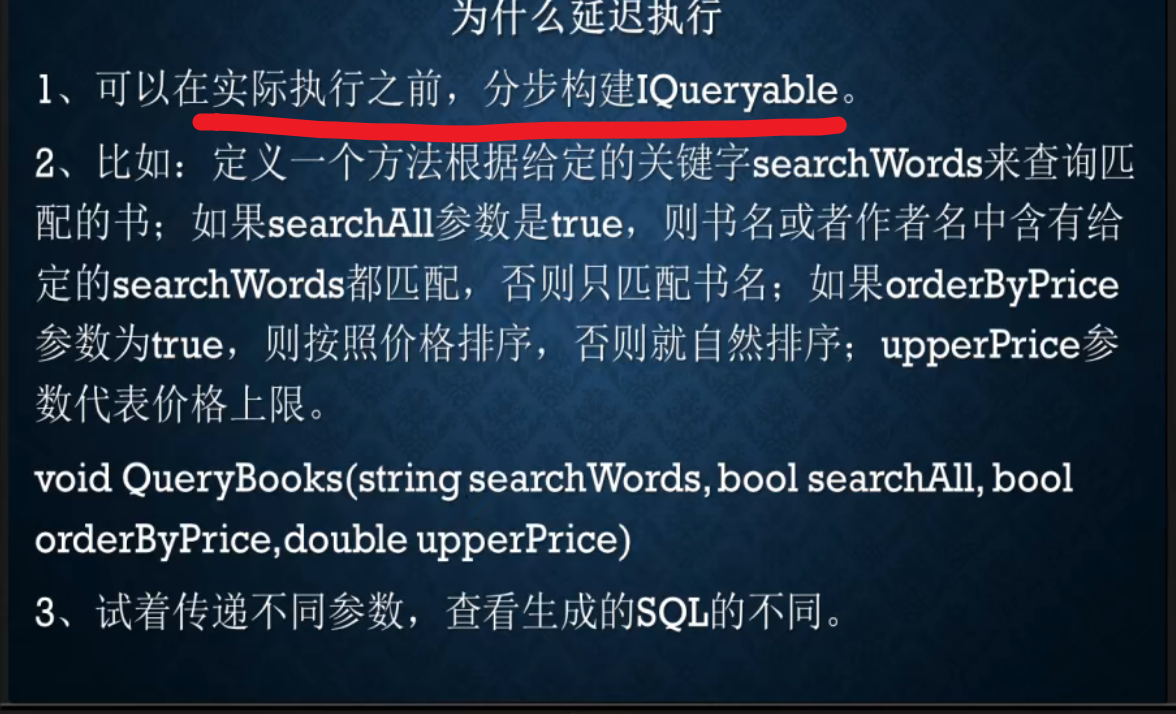 为什么延迟执行
1、可以在实际执行之前，分步构建IQueryable。
2、比如：定义一个方法根据给定的关键字searchWords来查询匹
配的书；如果searchAll参数是true，则书名或者作者名中含有给
定的searchWords都匹配，否则只匹配书名；如果orderByPrice
参数为true，则按照价格排序，否则就自然排序；upperPrice参
数代表价格上限。
void QueryBooks(string searchWords, bool searchAll, bool
orderByPrice,double upperPrice)
3、试着传递不同参数，查看生成的SQL的不同。